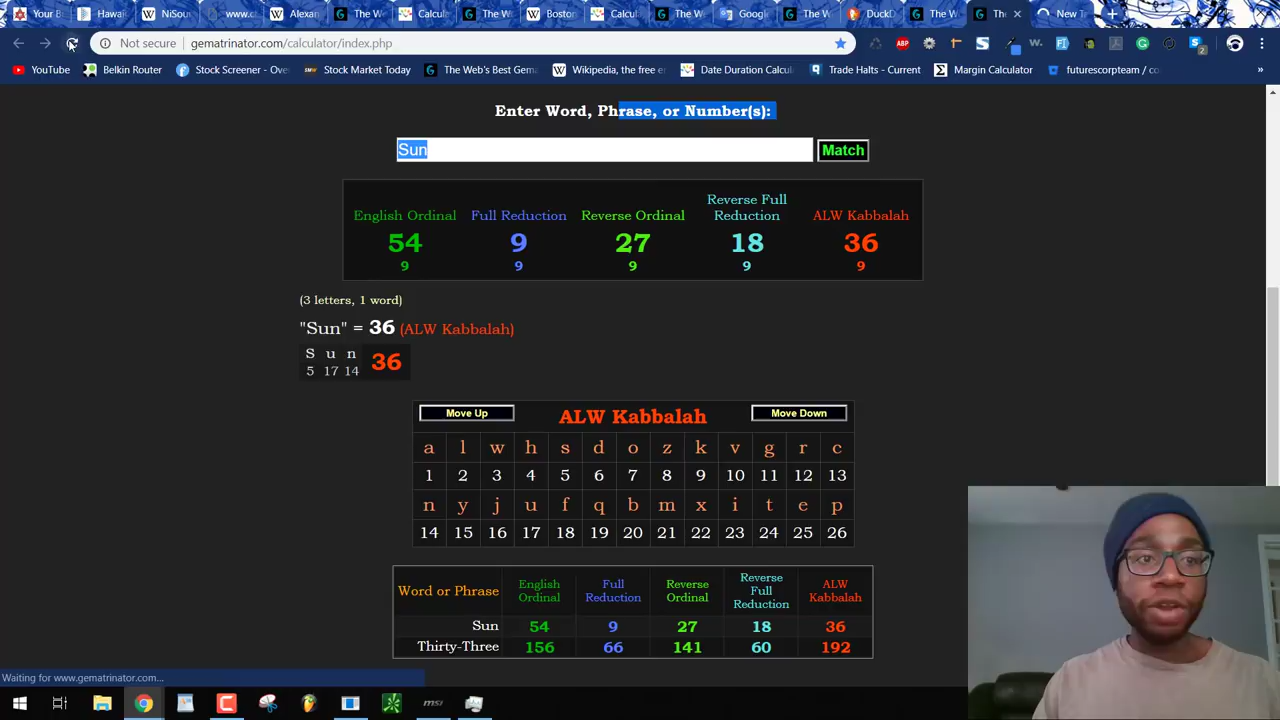 Your B
Hawaii
NiSour
www.c
Alexan
The W
Calcula
The W
Boston
Calcula
The W
Google
The W
DuckD
The W
The
New T
Not secure gematrinator.com/calculator/index.php
YouTube Belkin Router Stock Screener - Ove Stock Market Today The Web's Best Gem Wikipedia, the free e Date Duration Calcu Trade Halts - Current Margin Calculator futurescorpteam / co »
Enter Word, Phrase, or Number(s):
Sun Match
English Ordinal Full Reduction Reverse Ordinal Reverse Full Reduction ALW Kabbalah
54 9 27 18 36
9 9 9 9 9
(3 letters, 1 word)
"Sun" = 36 (ALW Kabbalah)
S u n 36
5 17 14
Move Up ALW Kabbalah Move Down
a l w h s d o z k v g r c
1 2 3 4 5 6 7 8 9 10 11 12 13
n y j u f q b m x i t e p
14 15 16 17 18 19 20 21 22 23 24 25 26
Word or Phrase English Ordinal Full Reduction Reverse Ordinal Reverse Full Reduction ALW Kabbalah
Sun 54 9 27 18 36
Thirty-Three 156 66 141 60 192
Waiting for www.gematrinator.com...
msi